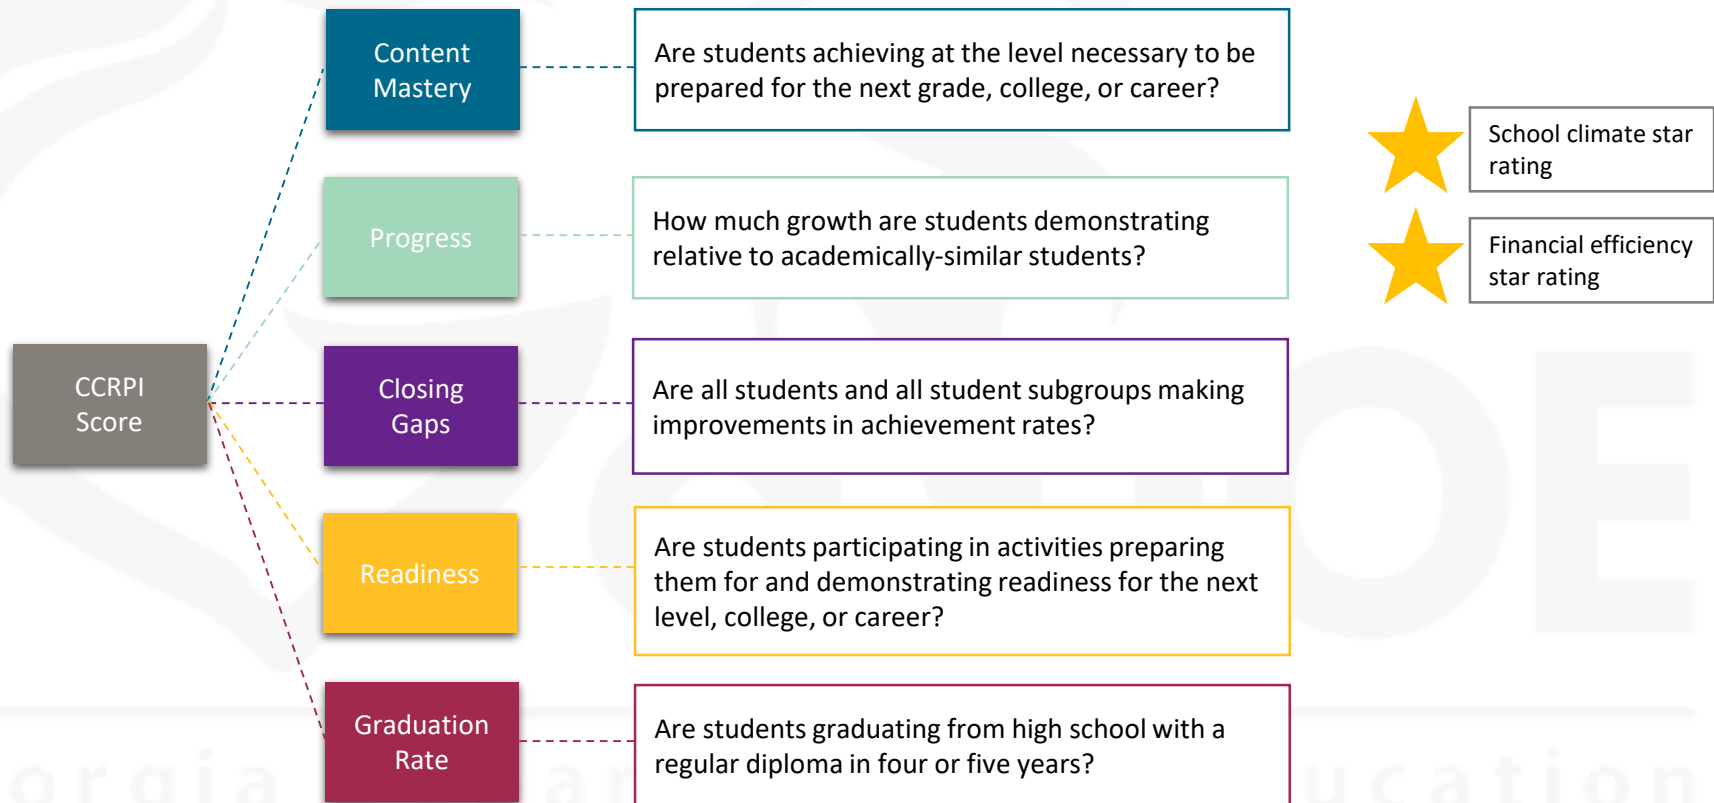 Content
Mastery
Are students achieving at the level necessary to be
prepared for the next grade, college, or career?
Progress
How much growth are students demonstrating
relative to academically-similar students?
CCRPI
Score
Closing
Gaps
Are all students and all student subgroups making
improvements in achievement rates?
Readiness
Are students participating in activities preparing
them for and demonstrating readiness for the next
level, college, or career?
Graduation
Rate
Are students graduating from high school with a
regular diploma in four or five years?
School climate star
rating
Financial efficiency
star rating